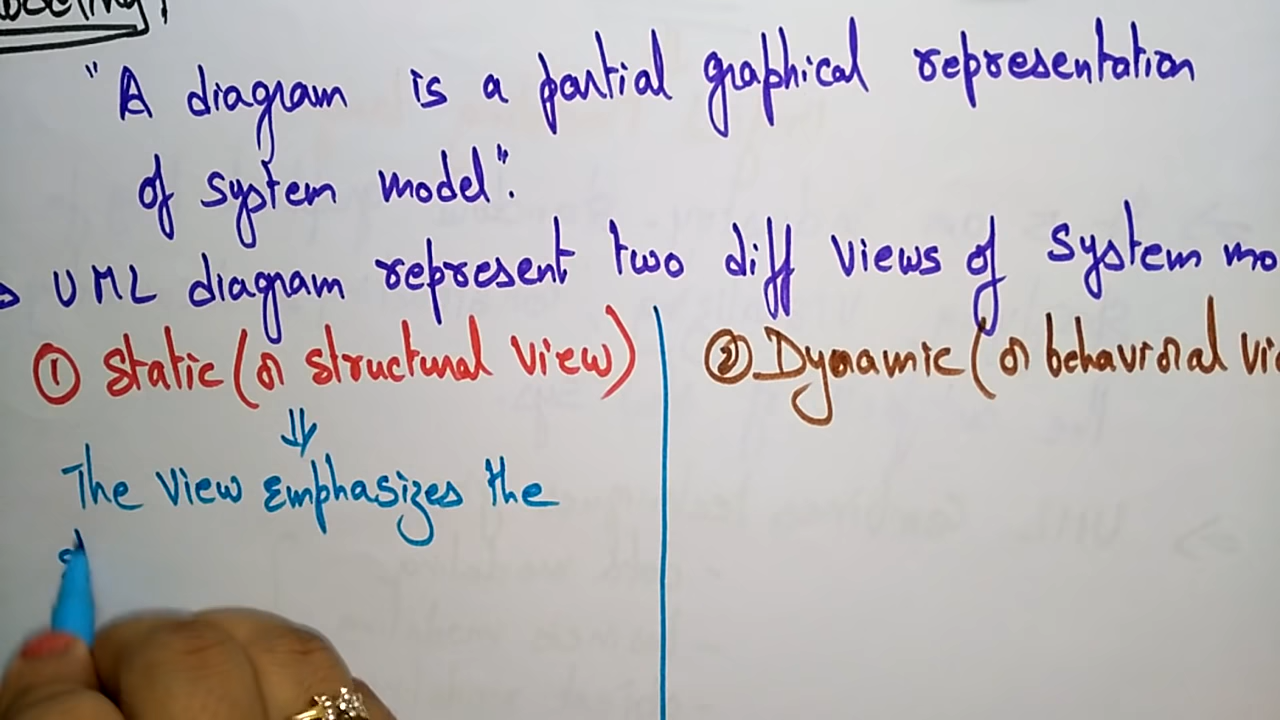 "A diagram is a partial graphical representation
of system model".
UML diagram represent two diff views of system mo
① Static (or structural view)
② Dynamic (or behavioral vi
⇓
The view emphasizes the